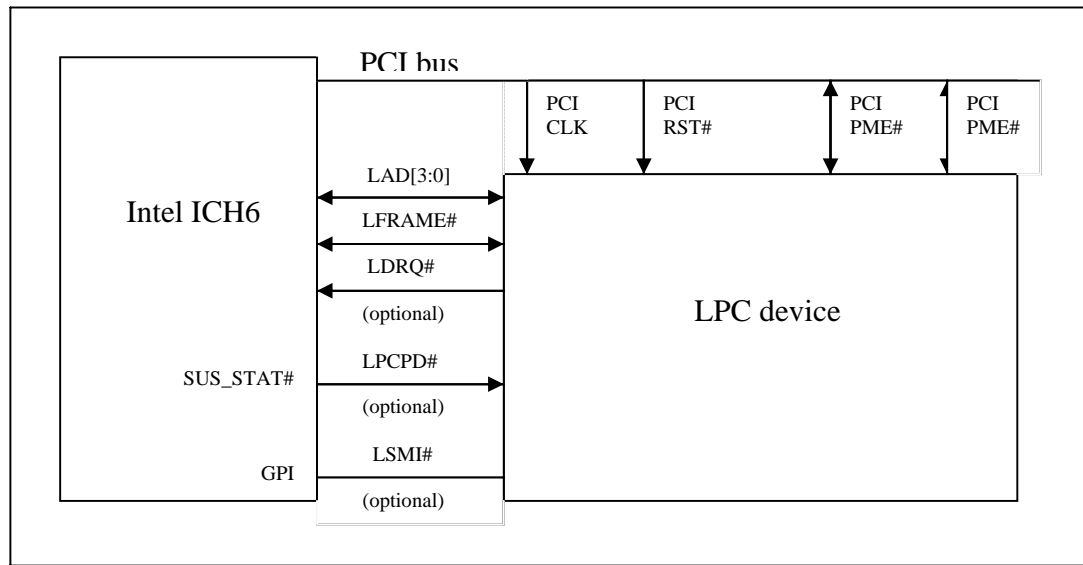 PCI bus
PCI
CLK
PCI
RST#
PCI
PME#
PCI
PME#
LAD[3:0]
Intel ICH6
LFRAME#
LDRQ#
(optional)
LPC device
SUS_STAT#
LPCPD#
(optional)
LSMI#
GPI
(optional)